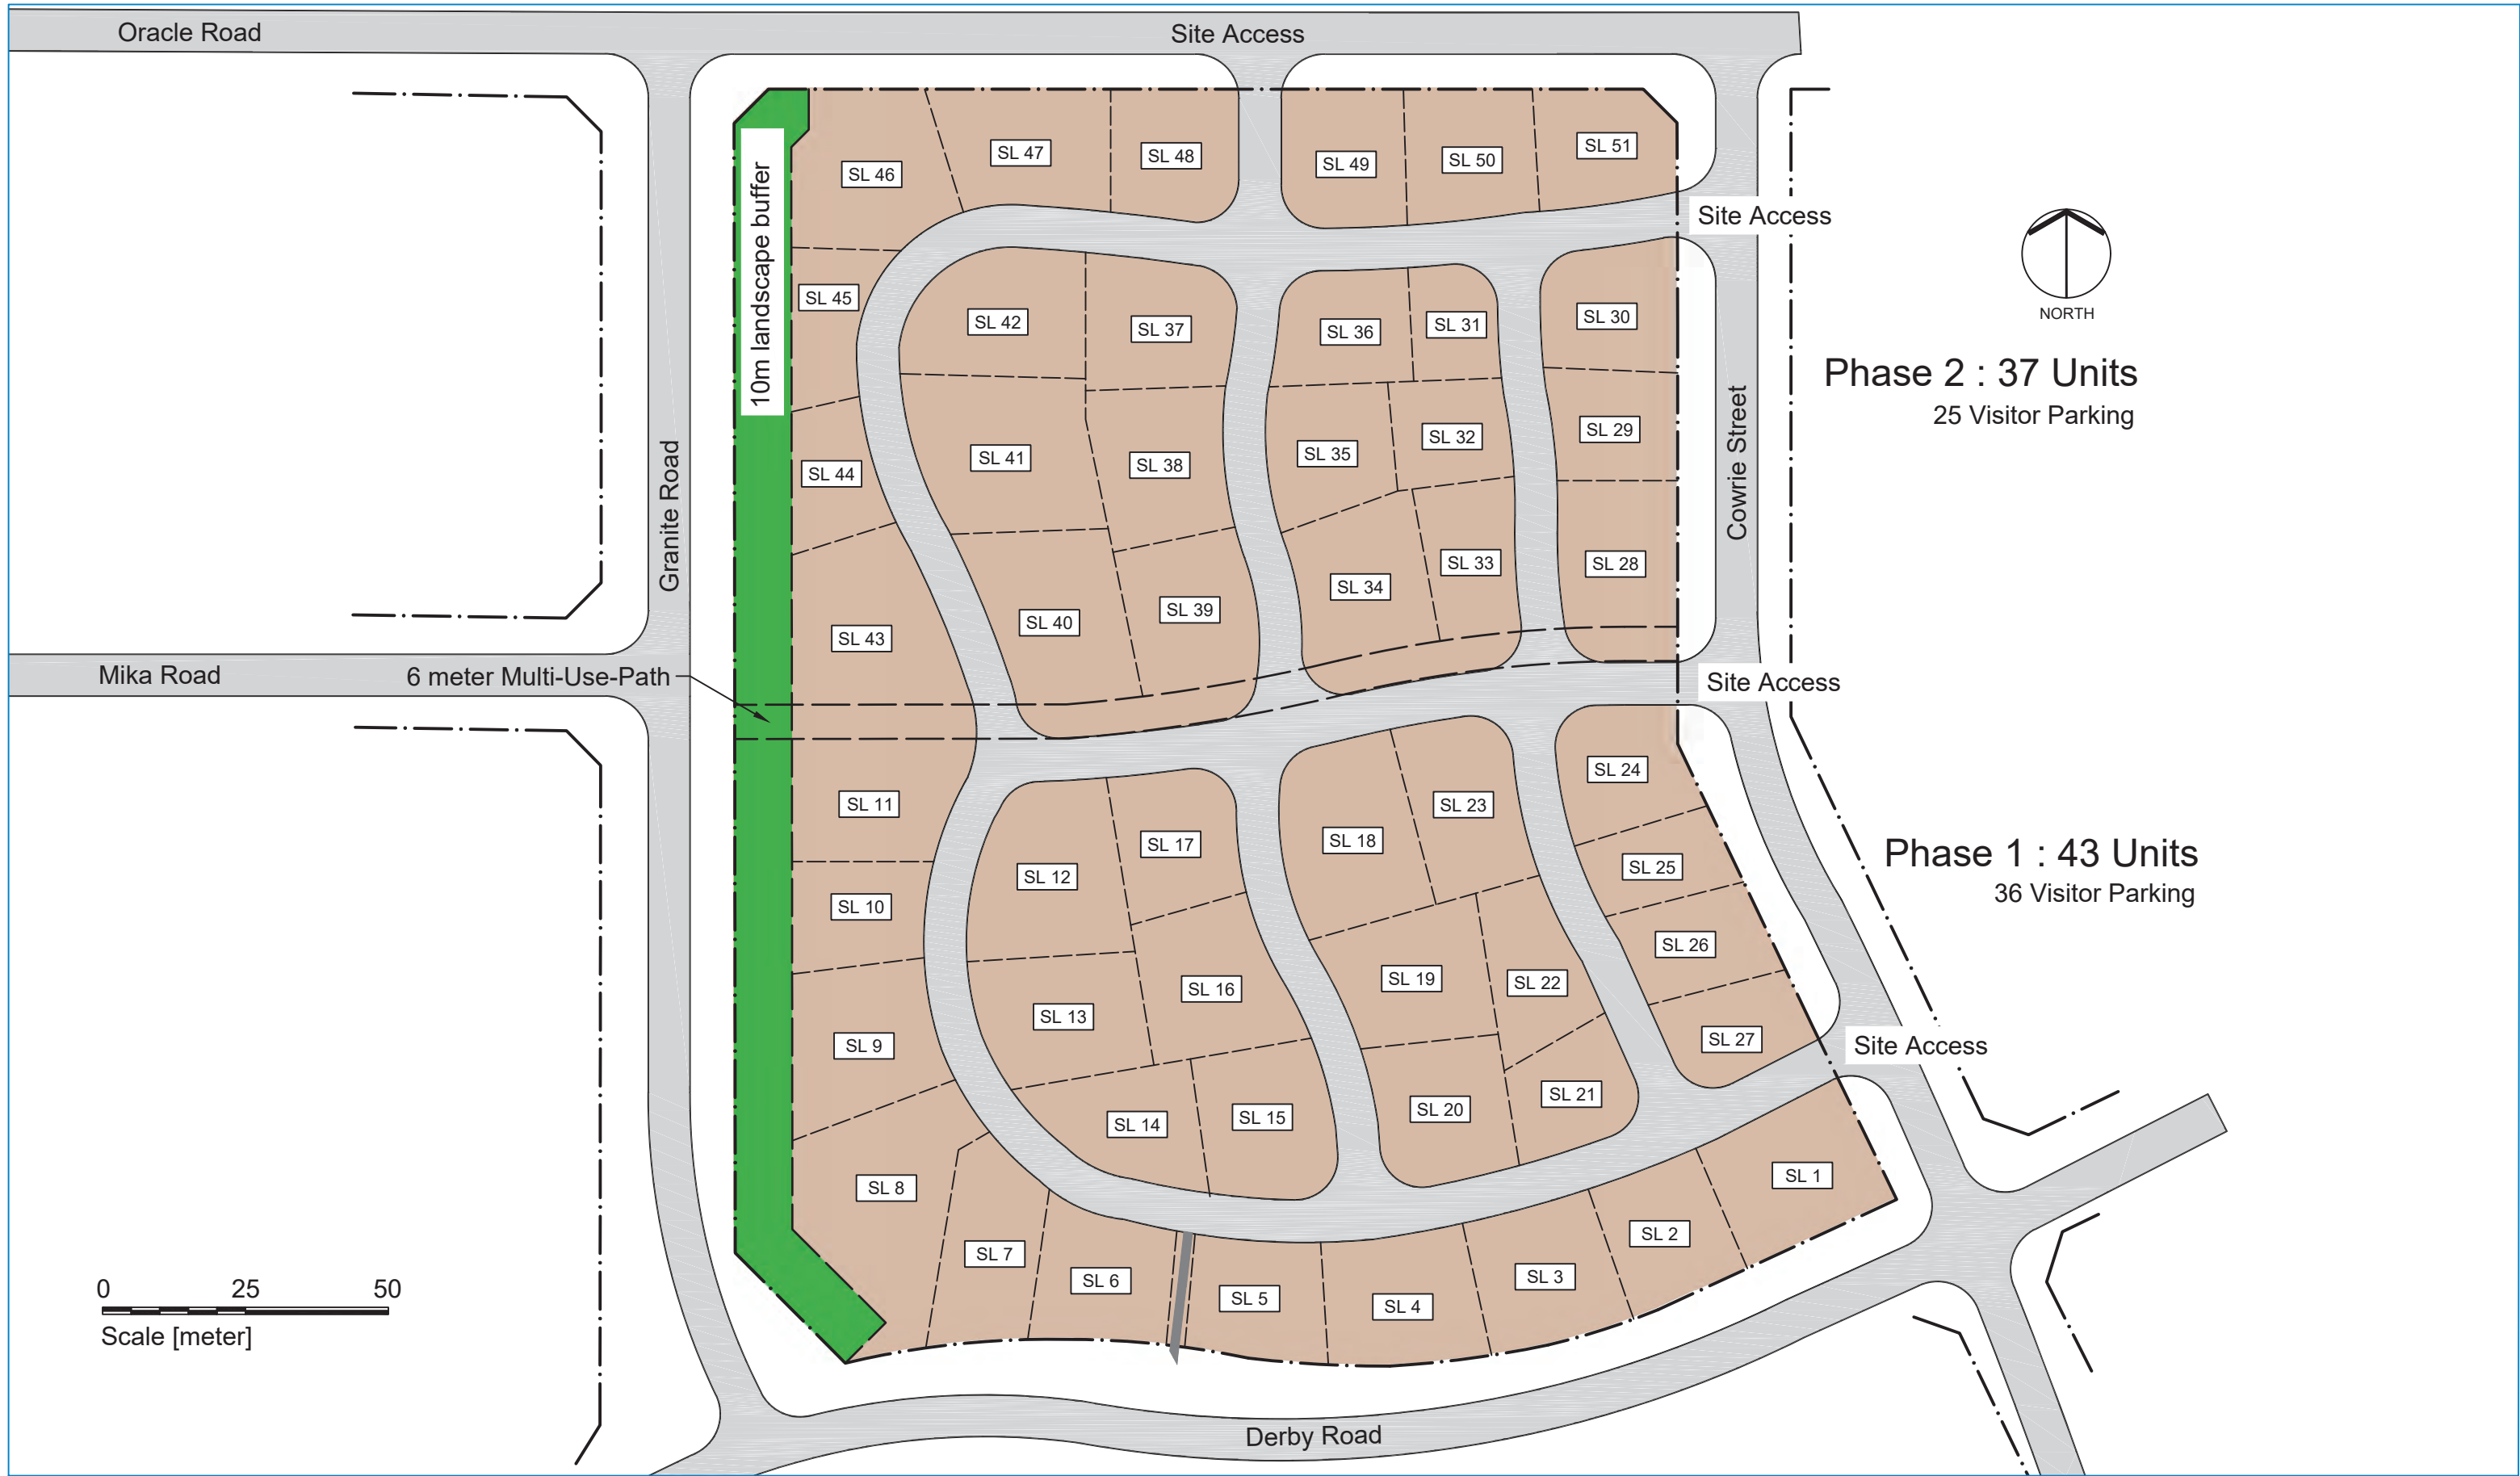 Oracle Road
Site Access
SL 46
SL 47
SL 48
SL 49
SL 50
SL 51
10m landscape buffer
Site Access
NORTH
SL 45
SL 42
SL 37
SL 36
SL 31
SL 30
Phase 2 : 37 Units
25 Visitor Parking
Granite Road
Cowrie Street
SL 44
SL 41
SL 38
SL 35
SL 32
SL 29
SL 43
SL 40
SL 39
SL 34
SL 33
SL 28
Mika Road
6 meter Multi-Use-Path
Site Access
SL 11
SL 12
SL 17
SL 18
SL 23
SL 24
SL 10
SL 25
Phase 1 : 43 Units
36 Visitor Parking
SL 9
SL 13
SL 16
SL 19
SL 22
SL 26
SL 27
Site Access
SL 8
SL 14
SL 15
SL 20
SL 21
SL 7
SL 6
SL 5
SL 4
SL 3
SL 2
SL 1
0 25 50
Scale [meter]
Derby Road